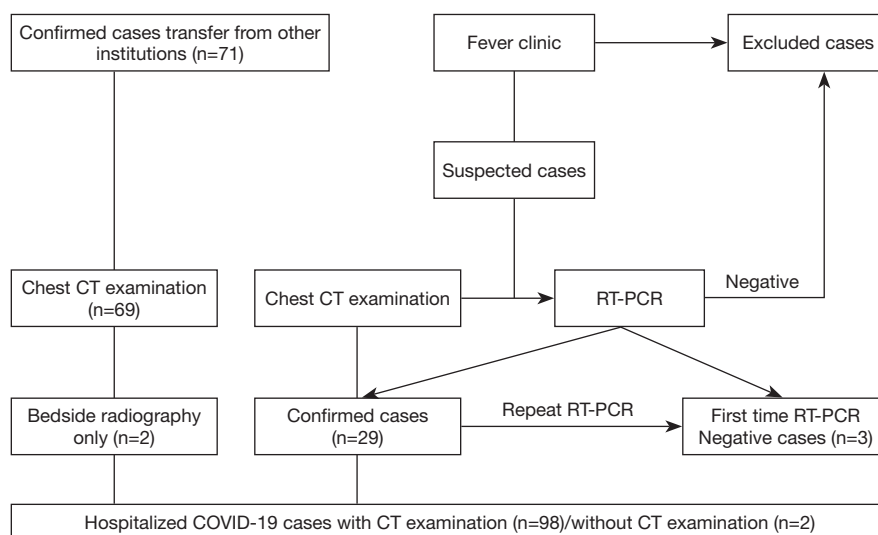 Confirmed cases transfer from other
institutions (n=71)
Fever clinic
Excluded cases
Suspected cases
Chest CT examination
(n=69)
Chest CT examination
RT-PCR
Negative
Bedside radiography
only (n=2)
Confirmed cases
(n=29)
Repeat RT-PCR
First time RT-PCR
Negative cases (n=3)
Hospitalized COVID-19 cases with CT examination (n=98)/without CT examination (n=2)